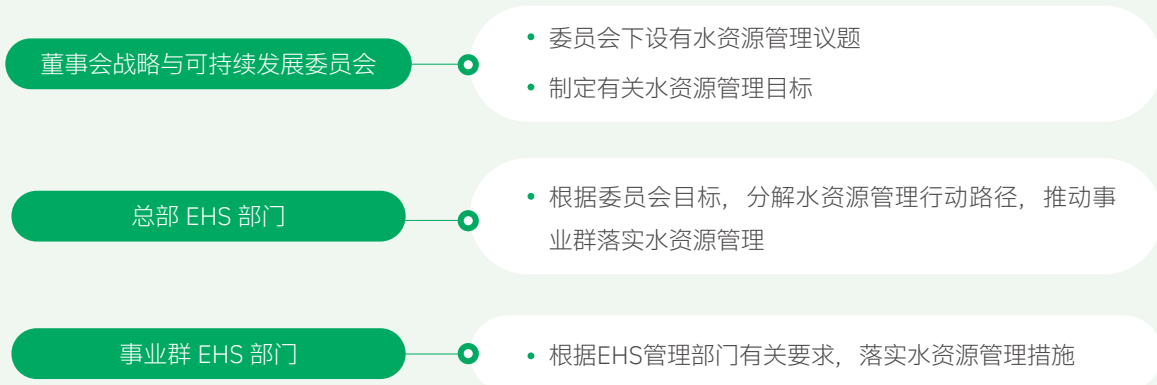 董事会战略与可持续发展委员会
• 委员会下设有水资源管理议题
• 制定有关水资源管理目标
总部 EHS 部门
• 根据委员会目标，分解水资源管理行动路径，推动事
业群落实水资源管理
事业群 EHS 部门
• 根据EHS管理部门有关要求，落实水资源管理措施